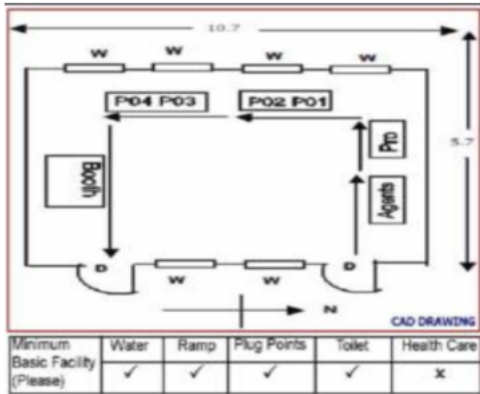 10.7
W W W W
P04 P03 P02 P01
5.7
Pro
Booth
Agents
D D
W W
N
CAD DRAWING
Minimum Basic Facility (Please) Water Ramp Plug Points Toilet Health Care
✓ ✓ ✓ ✓ x